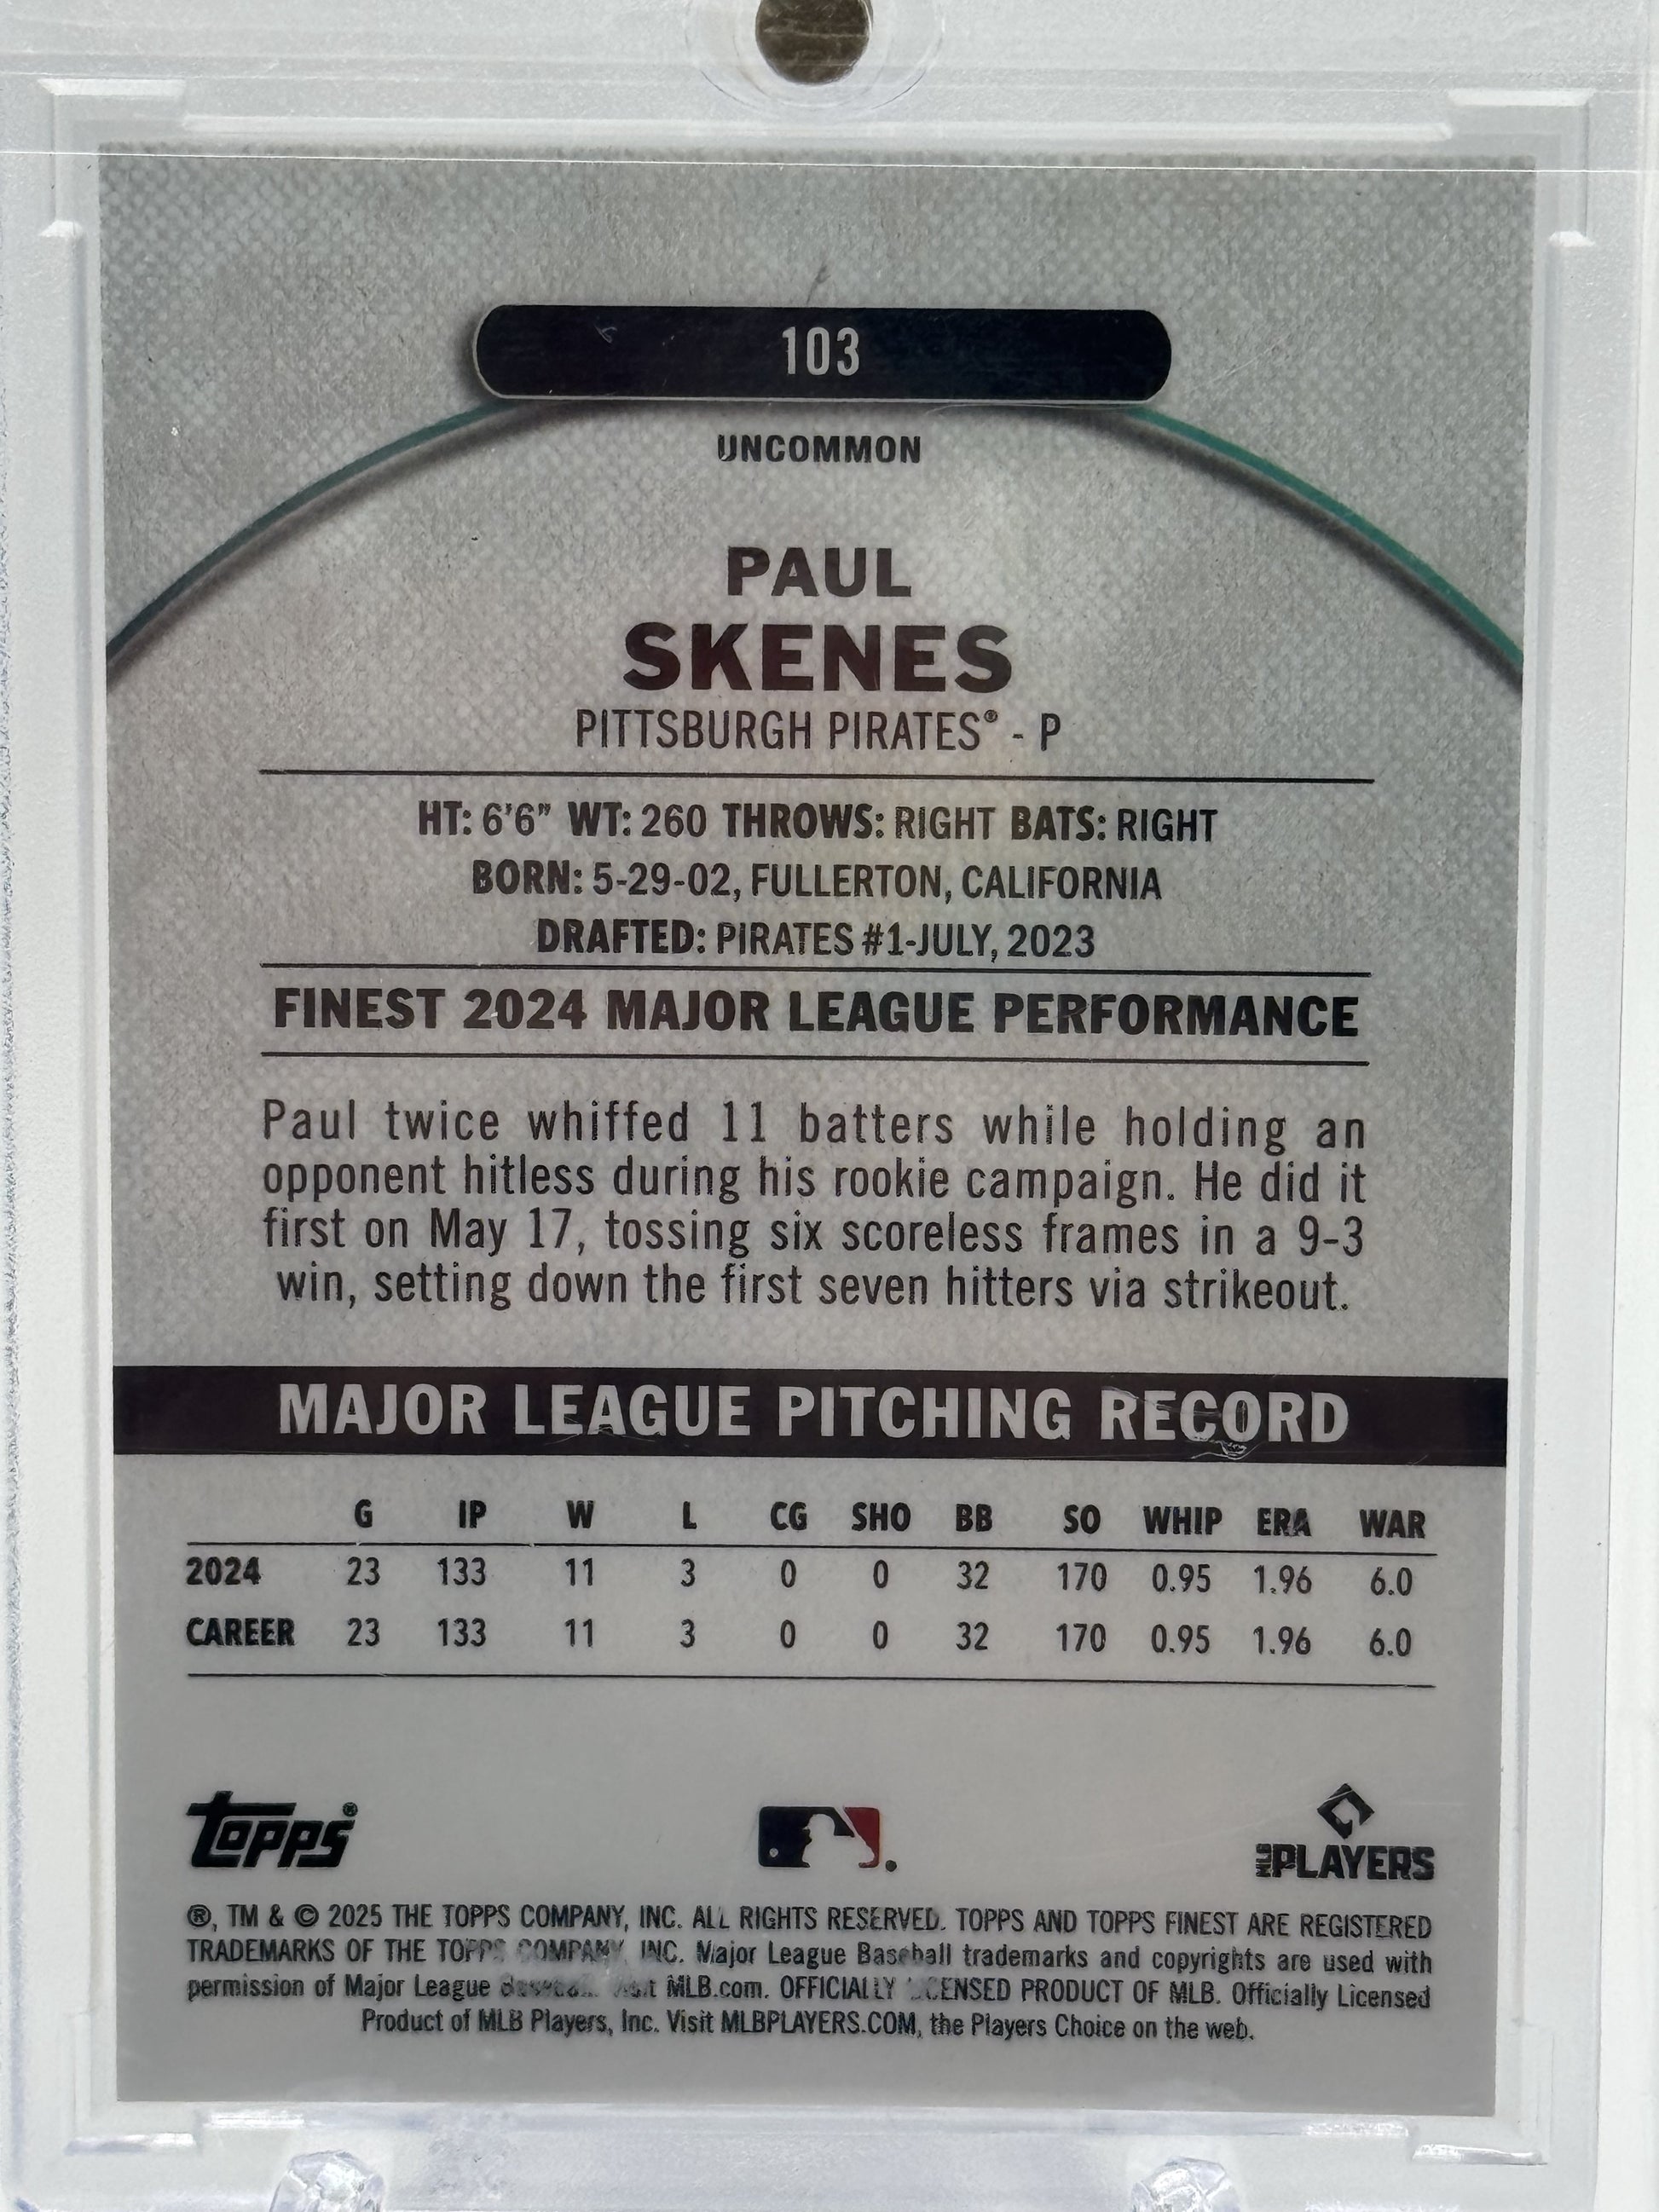 103
UNCOMMON
PAUL
SKENES
PITTSBURGH PIRATES® - P
HT: 6'6" WT: 260 THROWS: RIGHT BATS: RIGHT
BORN: 5-29-02, FULLERTON, CALIFORNIA
DRAFTED: PIRATES #1-JULY, 2023
FINEST 2024 MAJOR LEAGUE PERFORMANCE
Paul twice whiffed 11 batters while holding an
opponent hitless during his rookie campaign. He did it
first on May 17, tossing six scoreless frames in a 9-3
win, setting down the first seven hitters via strikeout.
MAJOR LEAGUE PITCHING RECORD
G IP W L CG SHO BB SO WHIP ERA WAR
2024 23 133 11 3 0 0 32 170 0.95 1.96 6.0
CAREER 23 133 11 3 0 0 32 170 0.95 1.96 6.0
Topps®
MLB PLAYERS
®, TM & © 2025 THE TOPPS COMPANY, INC. ALL RIGHTS RESERVED. TOPPS AND TOPPS FINEST ARE REGISTERED
TRADEMARKS OF THE TOPPS COMPANY, INC. Major League Baseball trademarks and copyrights are used with
permission of Major League MLB.com. OFFICIALLY LICENSED PRODUCT OF MLB. Officially Licensed
Product of MLB Players, Inc. Visit MLBPLAYERS.COM, the Players Choice on the web.